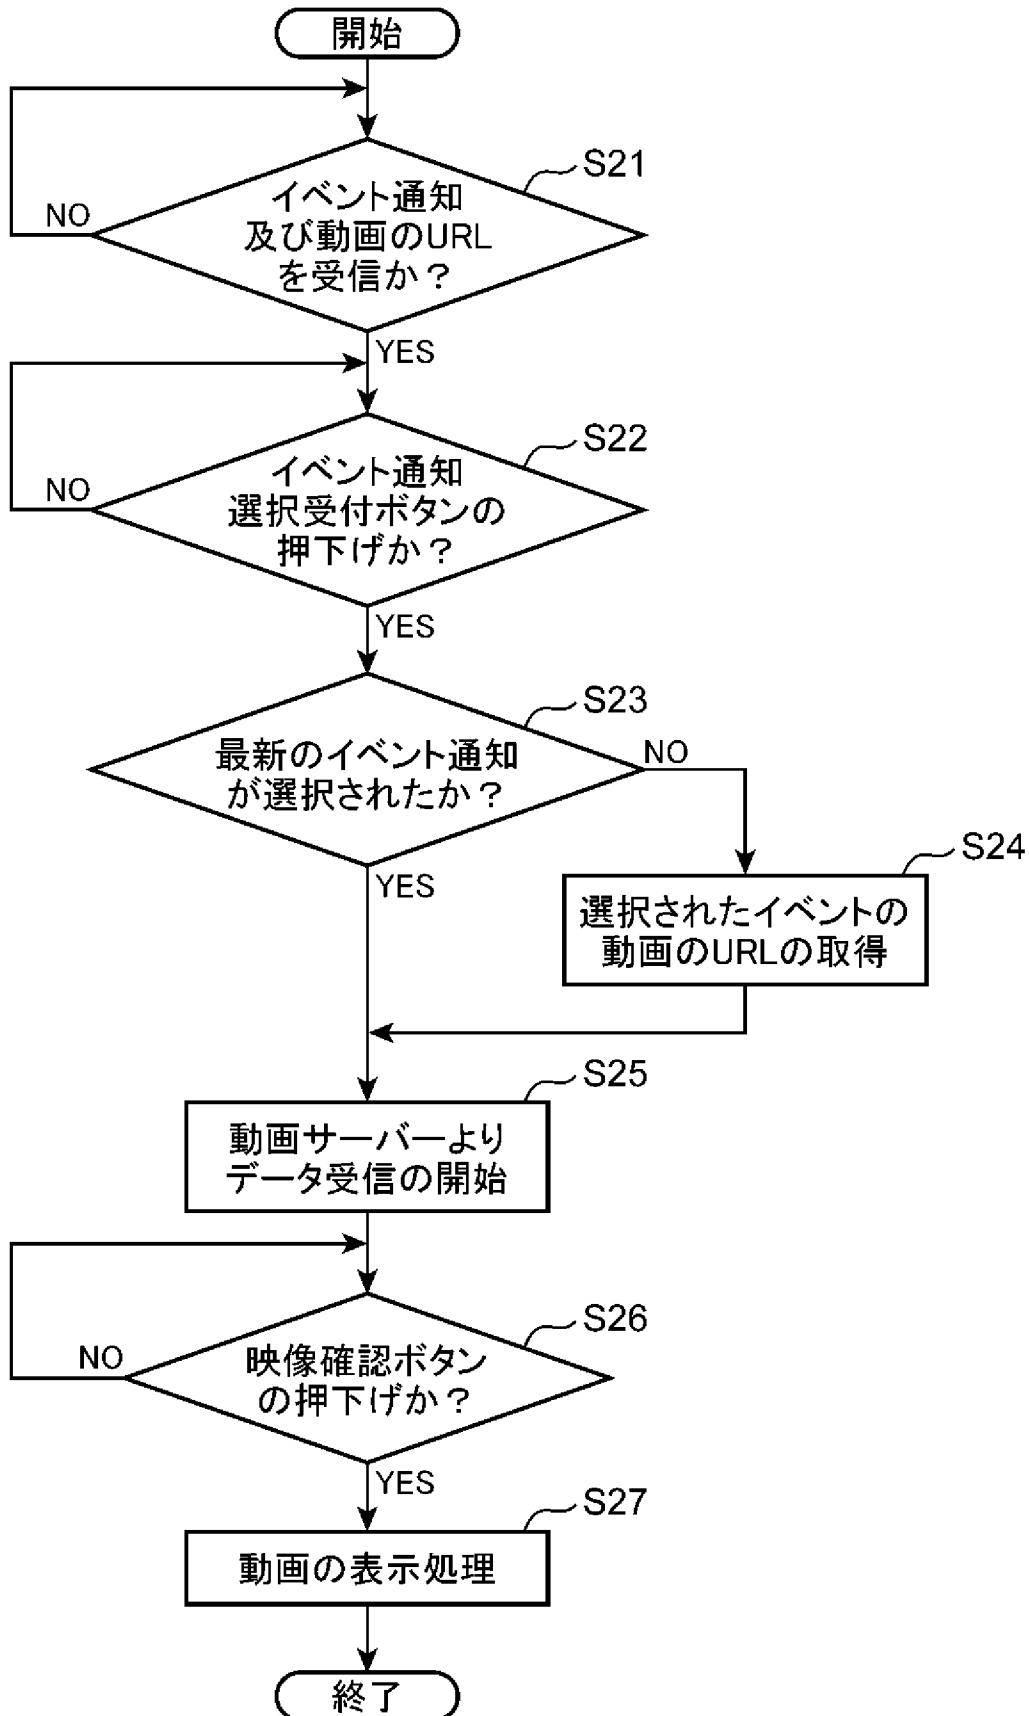 開始
S21
イベント通知
及び動画のURL
を受信か？
NO
YES
S22
イベント通知
選択受付ボタンの
押下げか？
NO
YES
S23
最新のイベント通知
が選択されたか？
NO
YES
S24
選択されたイベントの
動画のURLの取得
S25
動画サーバーより
データ受信の開始
S26
映像確認ボタン
の押下げか？
NO
YES
S27
動画の表示処理
終了